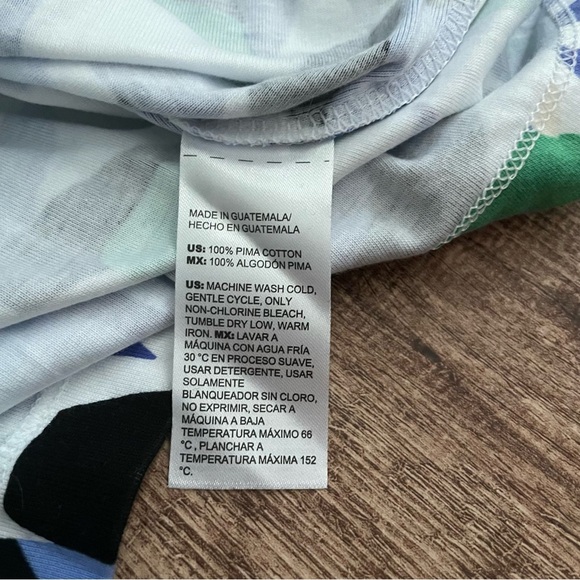 MADE IN GUATEMALA/
HECHO EN GUATEMALA
US: 100% PIMA COTTON
MX: 100% ALGODÓN PIMA
US: MACHINE WASH COLD,
GENTLE CYCLE, ONLY
NON-CHLORINE BLEACH,
TUMBLE DRY LOW, WARM
IRON. MX: LAVAR A
MÁQUINA CON AGUA FRÍA
30 °C EN PROCESO SUAVE,
USAR DETERGENTE, USAR
SOLAMENTE
BLANQUEADOR SIN CLORO,
NO EXPRIMIR, SECAR A
MÁQUINA A BAJA
TEMPERATURA MÁXIMO 66
°C , PLANCHAR A
TEMPERATURA MÁXIMA 152
°C.